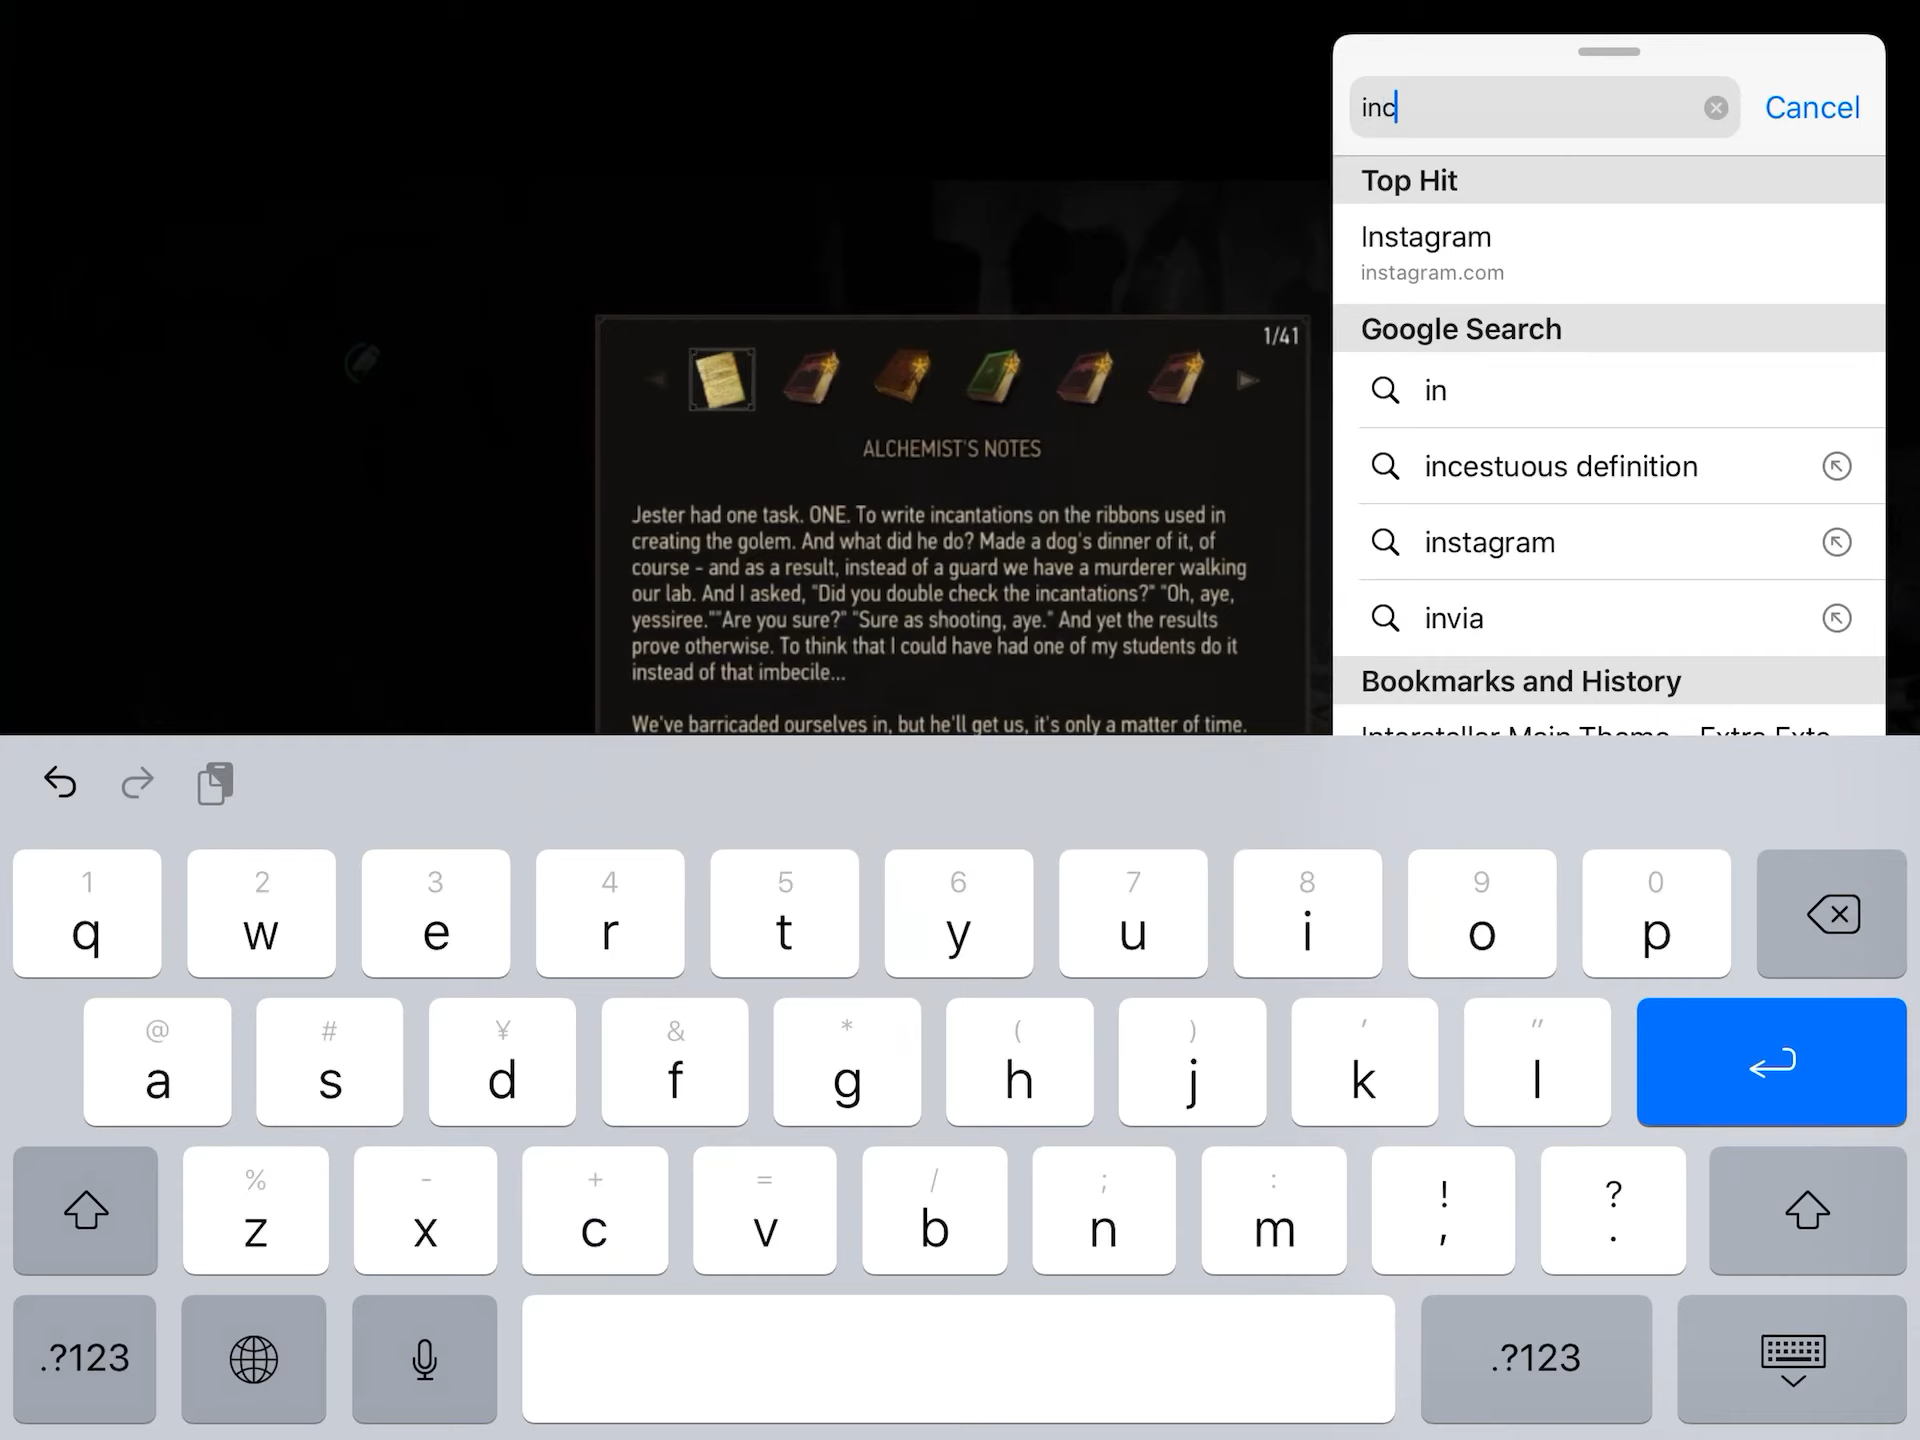 inc
Cancel
Top Hit
Instagram
instagram.com
Google Search
in
incestuous definition
instagram
invia
Bookmarks and History
Interstellar Main Theme
1/41
ALCHEMIST'S NOTES
Jester had one task. ONE. To write incantations on the ribbons used in
creating the golem. And what did he do? Made a dog's dinner of it, of
course - and as a result, instead of a guard we have a murderer walking
our lab. And I asked, "Did you double check the incantations?" "Oh, aye,
yessiree.""Are you sure?" "Sure as shooting, aye." And yet the results
prove otherwise. To think that I could have had one of my students do it
instead of that imbecile...
We've barricaded ourselves in, but he'll get us, it's only a matter of time.
1 2 3 4 5 6 7 8 9 0
q w e r t y u i o p
@ # ¥ & * ( ) ' "
a s d f g h j k l
% - + = / ; : ! ?
z x c v b n m , .
.?123 .?123